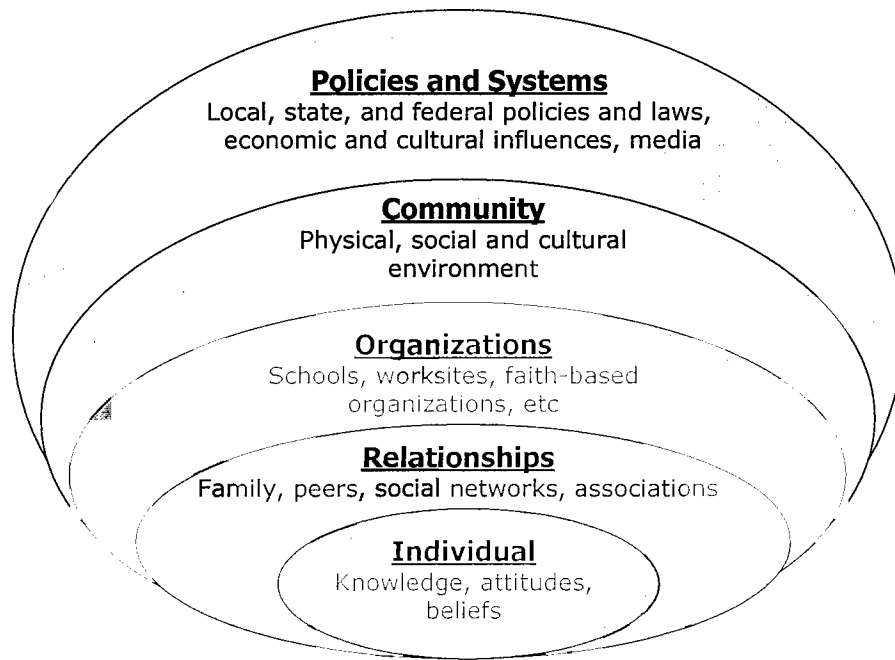 Policies and Systems
Local, state, and federal policies and laws,
economic and cultural influences, media
Community
Physical, social and cultural
environment
Organizations
Schools, worksites, faith-based
organizations, etc
Relationships
Family, peers, social networks, associations
Individual
Knowledge, attitudes,
beliefs